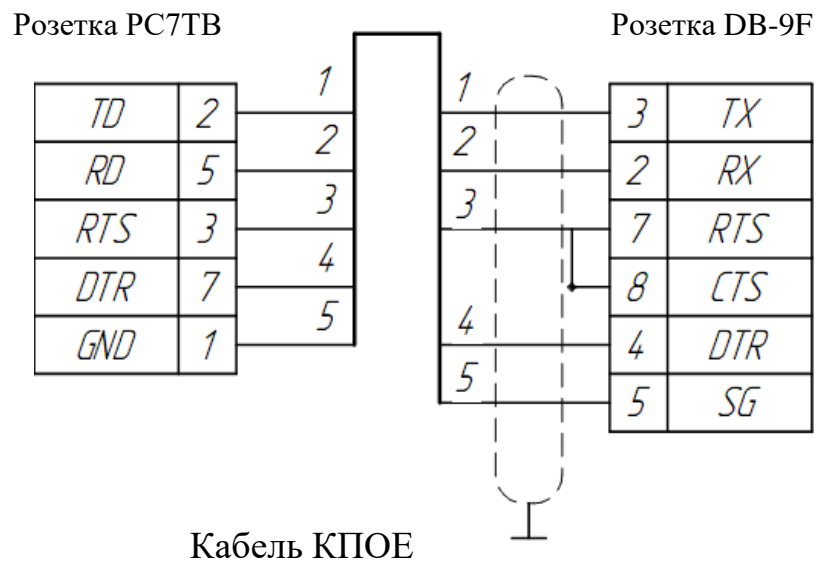 Розетка РС7ТВ
Розетка DB-9F
TD 2
RD 5
RTS 3
DTR 7
GND 1
1
2
3
4
5
1
2
3
4
5
3 TX
2 RX
7 RTS
8 CTS
4 DTR
5 SG
Кабель КПОЕ